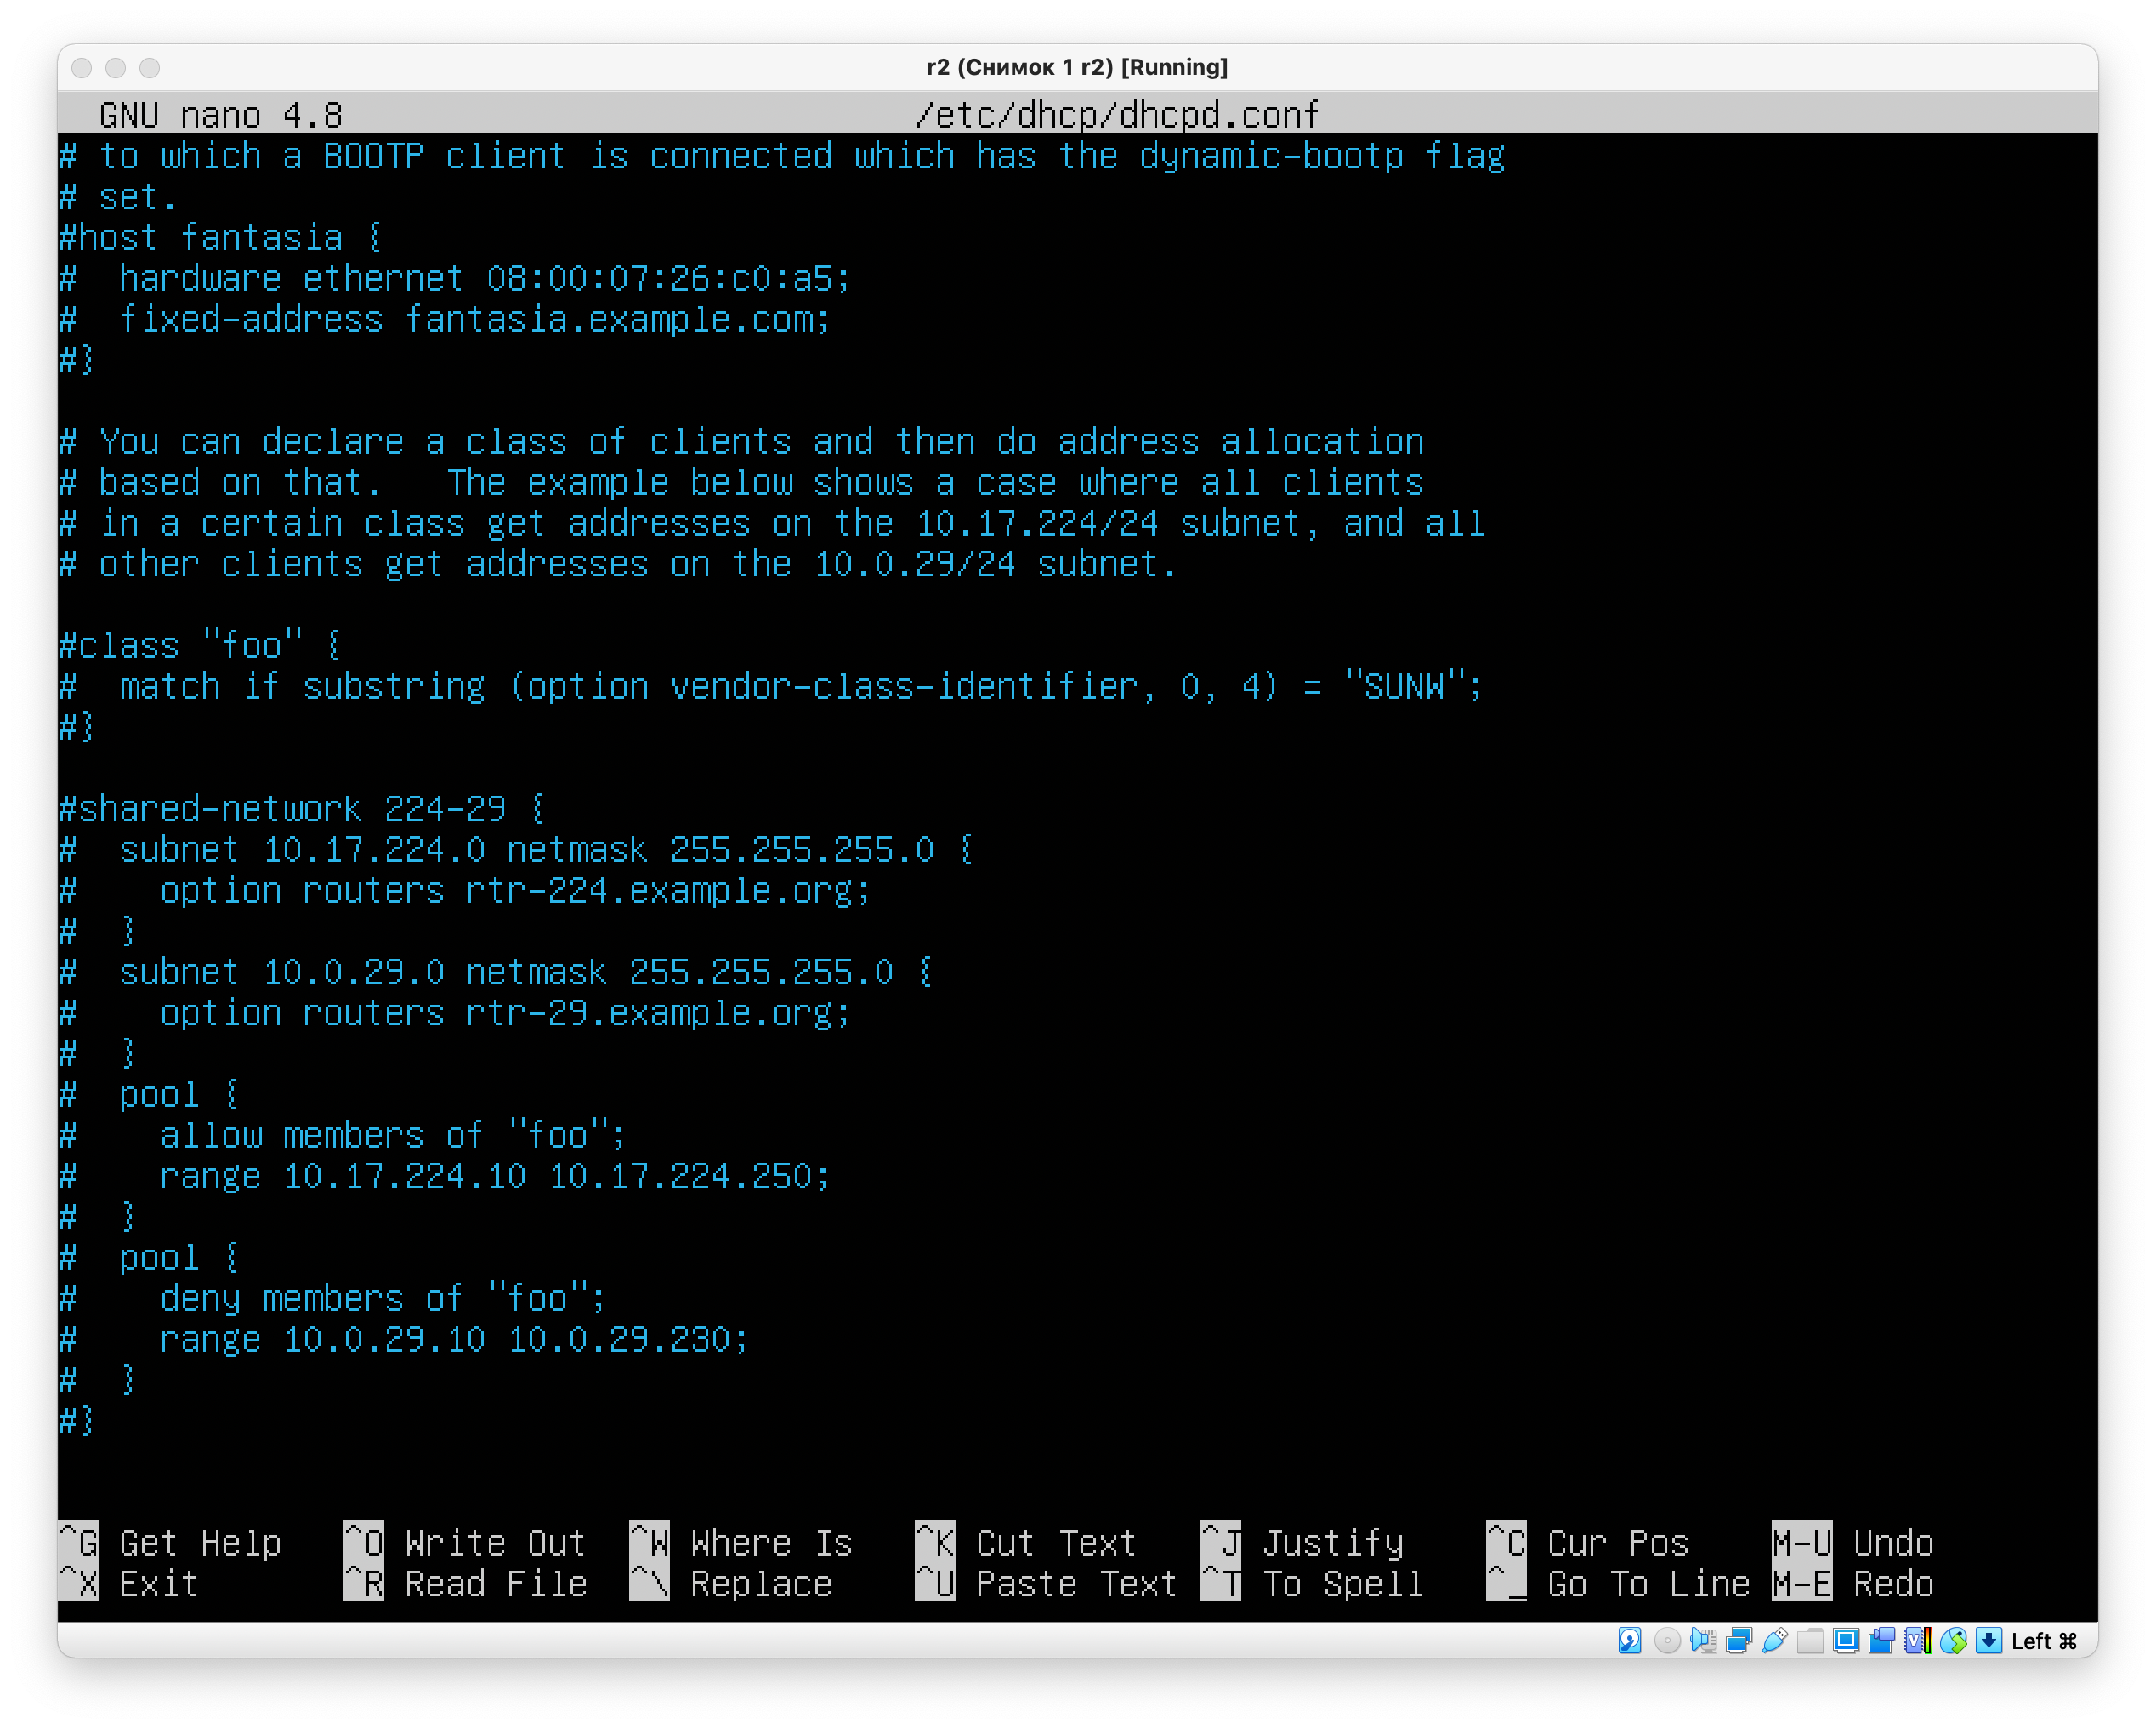 r2 (Снимок 1 r2) [Running]
GNU nano 4.8 /etc/dhcp/dhcpd.conf
# to which a BOOTP client is connected which has the dynamic-bootp flag
# set.
#host fantasia {
#  hardware ethernet 08:00:07:26:c0:a5;
#  fixed-address fantasia.example.com;
#}
# You can declare a class of clients and then do address allocation
# based on that.   The example below shows a case where all clients
# in a certain class get addresses on the 10.17.224/24 subnet, and all
# other clients get addresses on the 10.0.29/24 subnet.
#class "foo" {
#  match if substring (option vendor-class-identifier, 0, 4) = "SUNW";
#}
#shared-network 224-29 {
#  subnet 10.17.224.0 netmask 255.255.255.0 {
#    option routers rtr-224.example.org;
#  }
#  subnet 10.0.29.0 netmask 255.255.255.0 {
#    option routers rtr-29.example.org;
#  }
#  pool {
#    allow members of "foo";
#    range 10.17.224.10 10.17.224.250;
#  }
#  pool {
#    deny members of "foo";
#    range 10.0.29.10 10.0.29.230;
#  }
#}
^G Get Help ^O Write Out ^W Where Is ^K Cut Text ^J Justify ^C Cur Pos M-U Undo
^X Exit ^R Read File ^\ Replace ^U Paste Text ^T To Spell ^_ Go To Line M-E Redo
Left ⌘